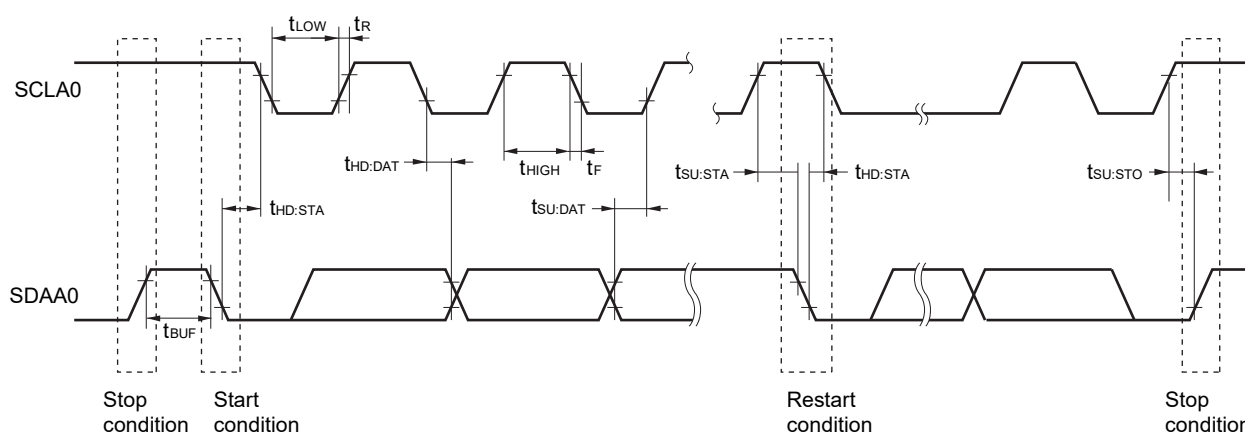 tLOW tR
SCLA0
tHD:DAT tHIGH tF tSU:STA tHD:STA tSU:STO
tHD:STA tSU:DAT
SDAA0
tBUF
Stop condition
Start condition
Restart condition
Stop condition